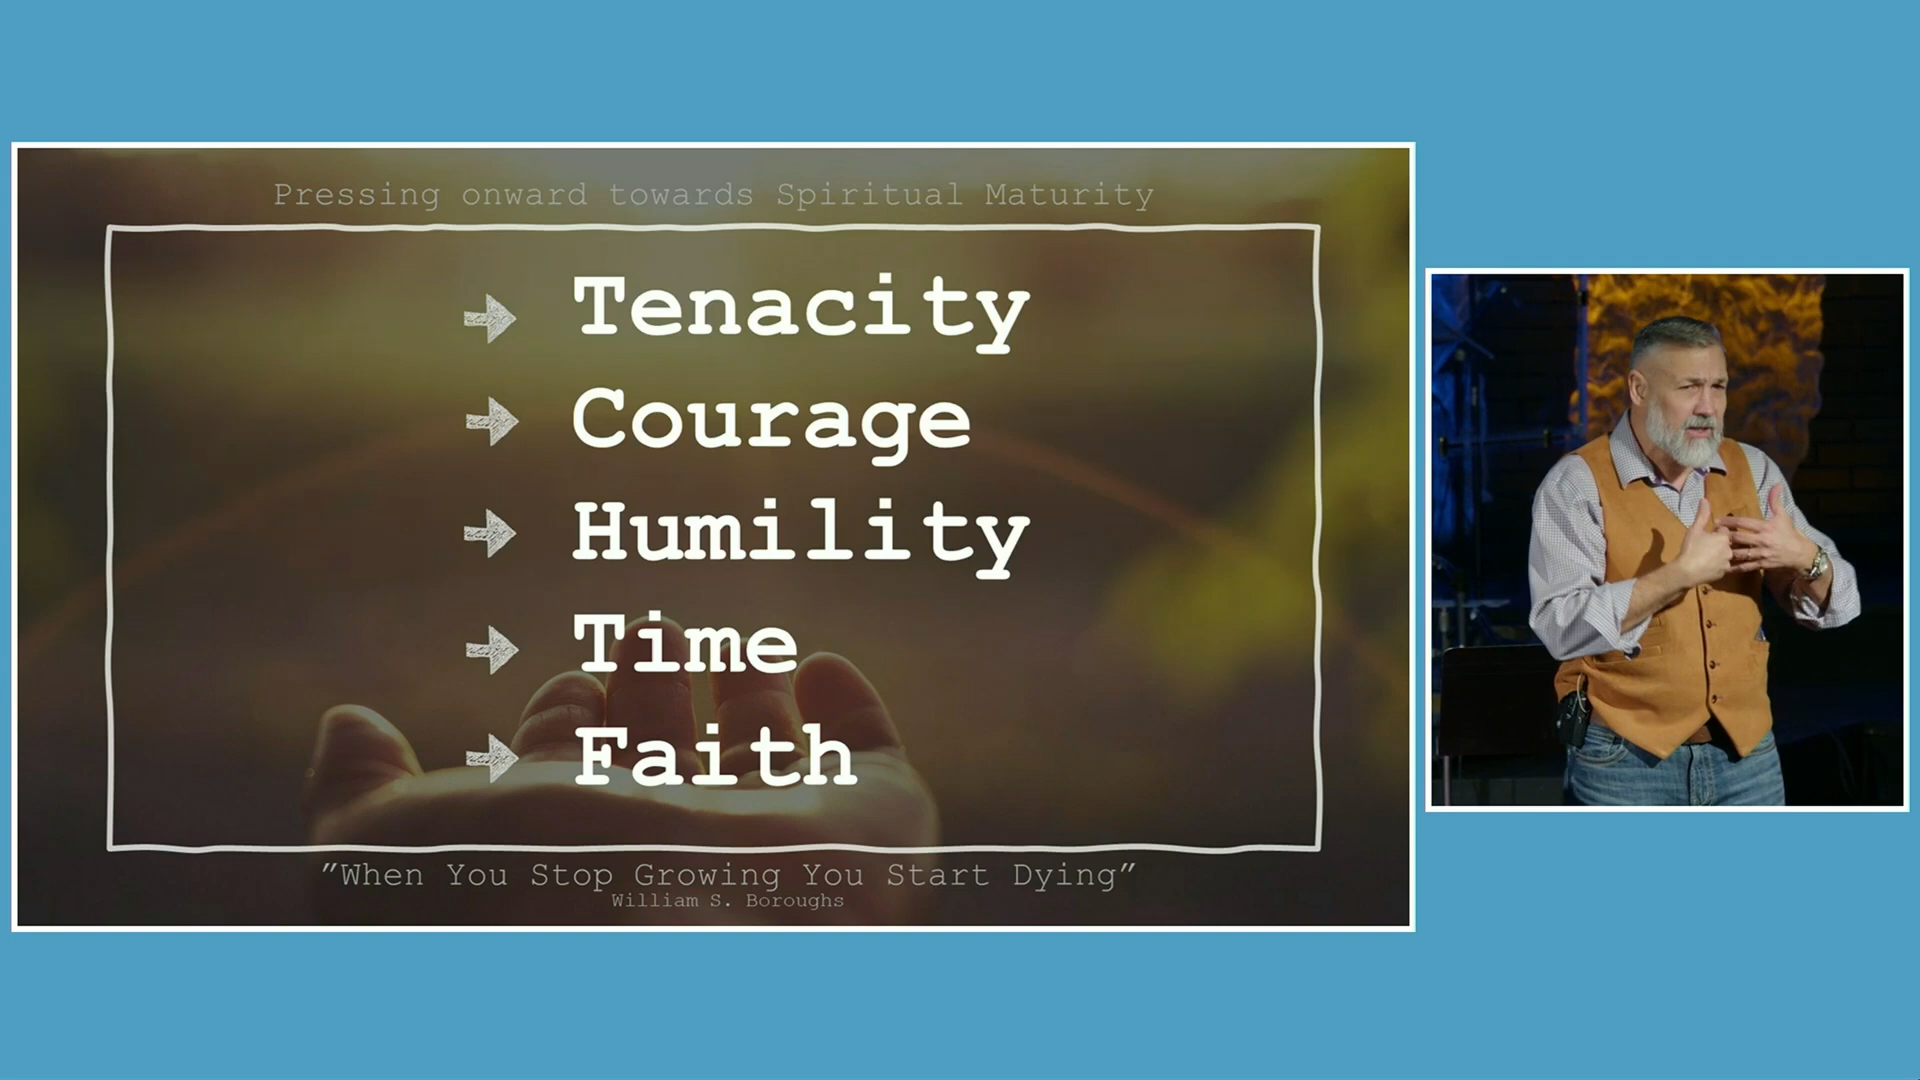 Pressing onward towards Spiritual Maturity
Tenacity
Courage
Humility
Time
Faith
"When You Stop Growing You Start Dying"
William S. Boroughs